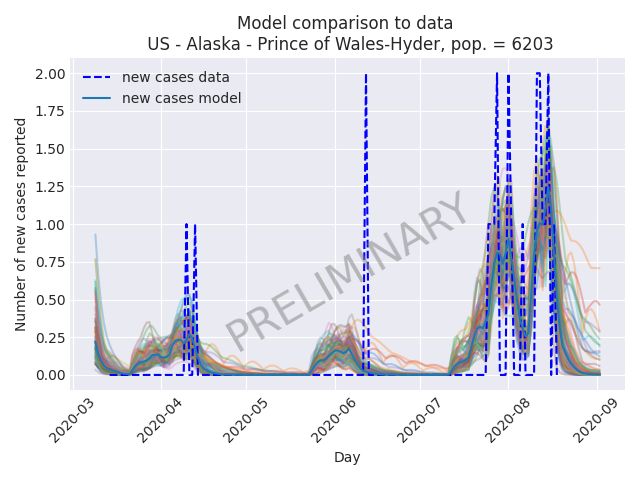 Model comparison to data
US - Alaska - Prince of Wales-Hyder, pop. = 6203
new cases data
new cases model
2.00
1.75
1.50
1.25
1.00
0.75
0.50
0.25
0.00
Number of new cases reported
PRELIMINARY
2020-03
2020-04
2020-05
2020-06
2020-07
2020-08
2020-09
Day